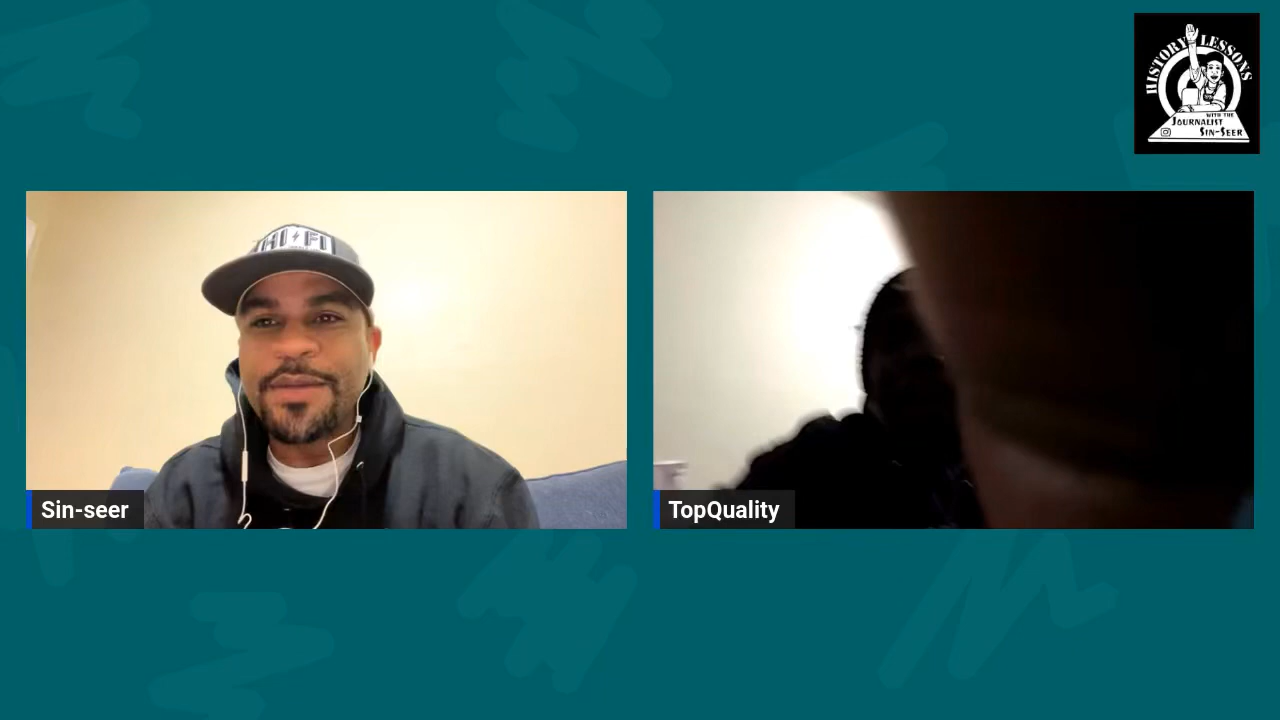 HISTORY LESSONS
WITH THE
JOURNALIST
SIN-SEER
HI FI
Sin-seer
TopQuality